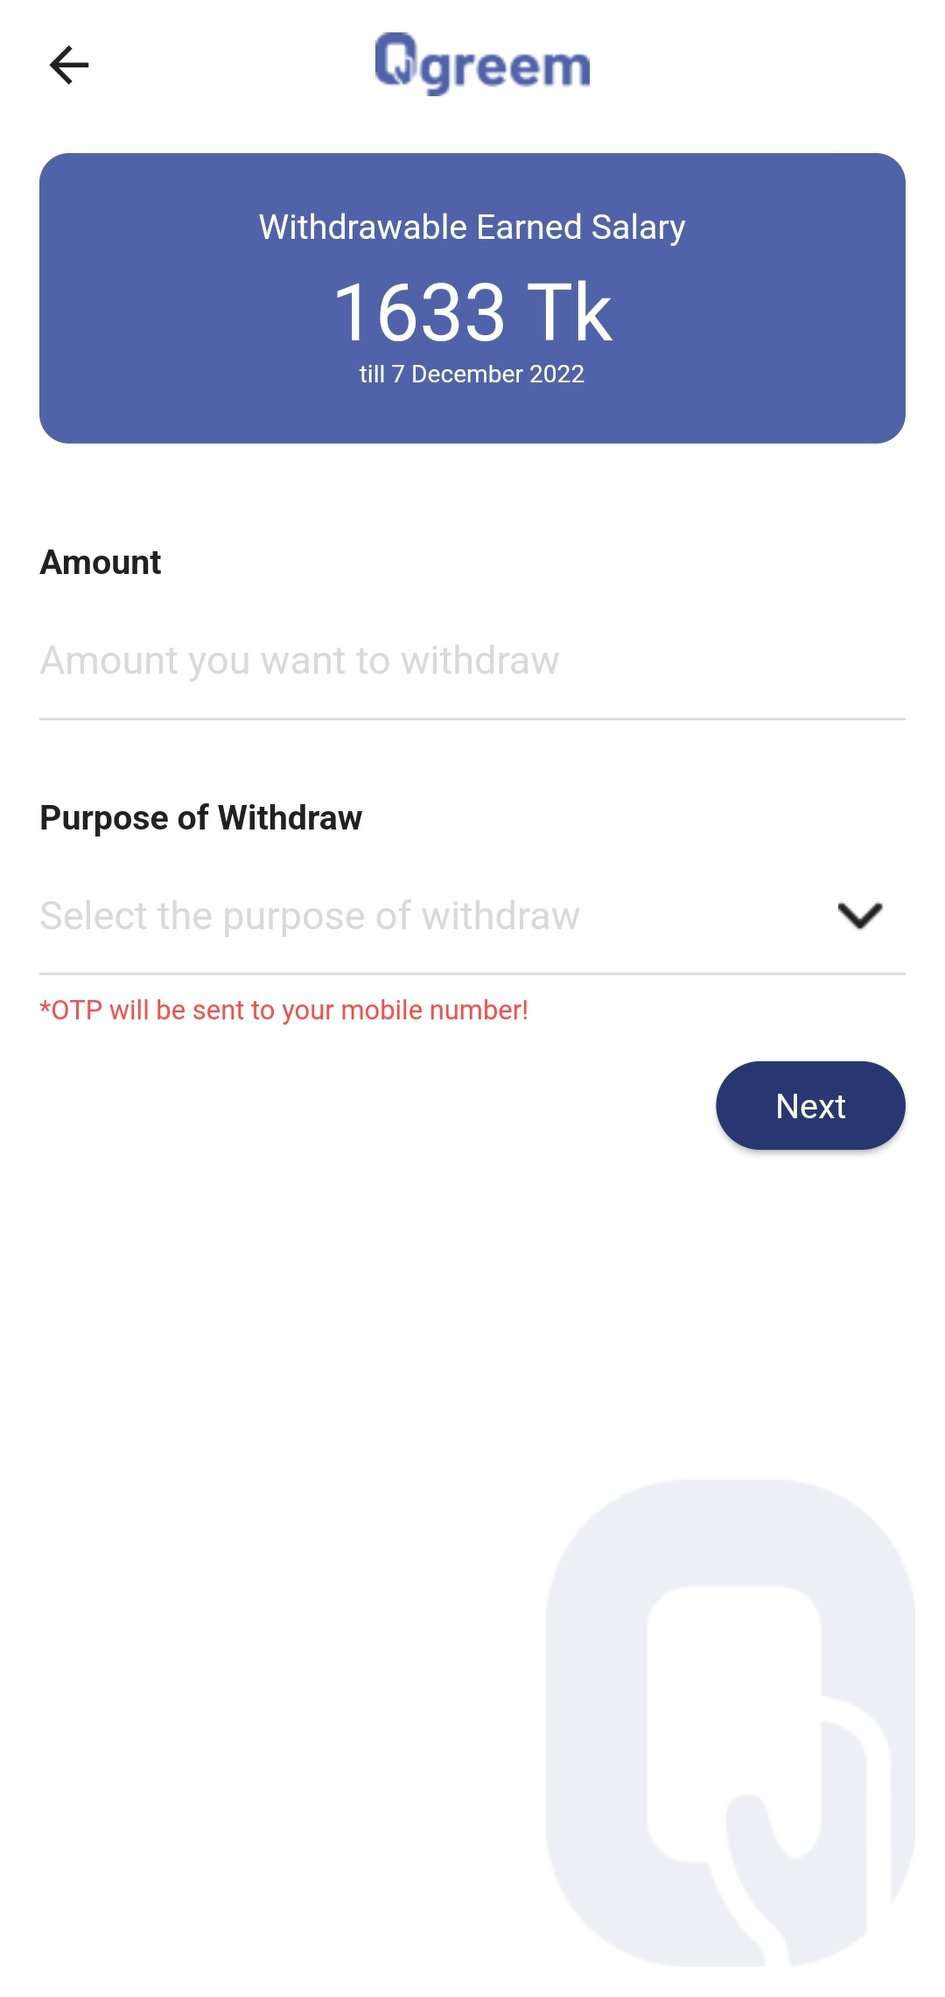 Qgreem
Withdrawable Earned Salary
1633 Tk
till 7 December 2022
Amount
Amount you want to withdraw
Purpose of Withdraw
Select the purpose of withdraw
*OTP will be sent to your mobile number!
Next